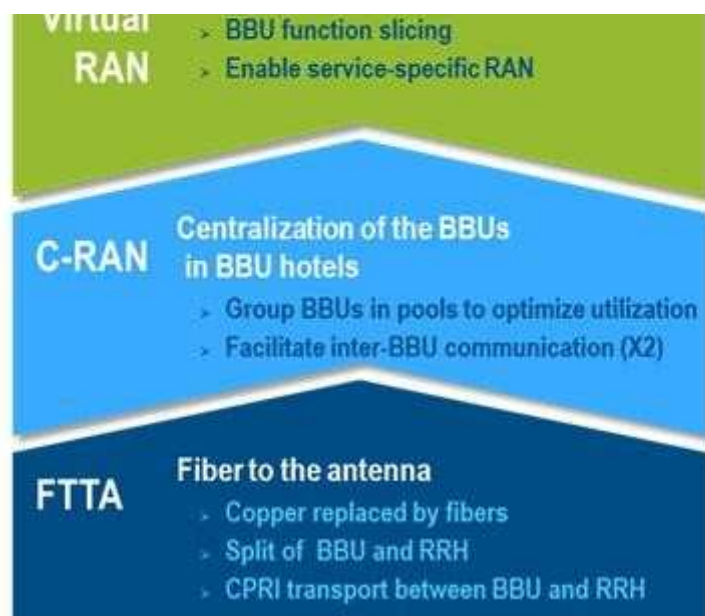 Virtual
RAN
> BBU function slicing
> Enable service-specific RAN
C-RAN
Centralization of the BBUs
in BBU hotels
> Group BBUs in pools to optimize utilization
> Facilitate inter-BBU communication (X2)
FTTA
Fiber to the antenna
> Copper replaced by fibers
> Split of BBU and RRH
> CPRI transport between BBU and RRH